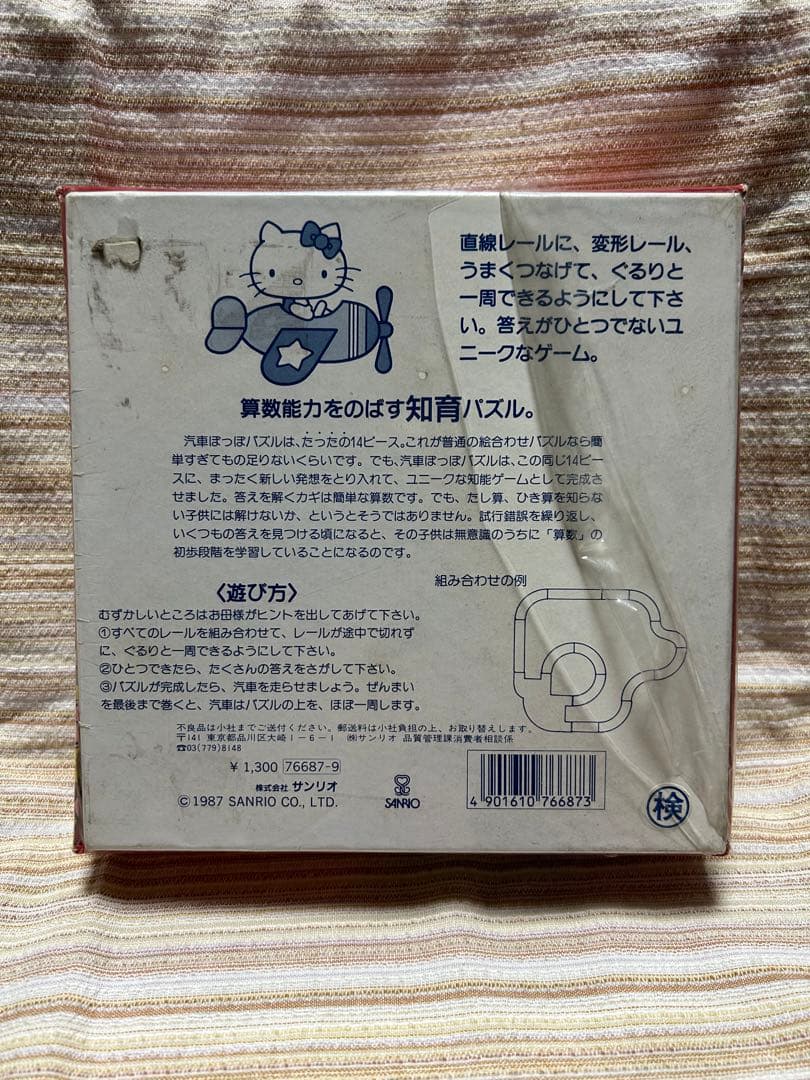 直線レールに、変形レール、
うまくつなげて、ぐるりと
一周できるようにして下さ
い。答えがひとつでないユ
ニークなゲーム。
算数能力をのばす知育パズル。
汽車ぽっぽパズルは、たったの14ピース。これが普通の絵合わせパズルなら簡
単すぎてもの足りないくらいです。でも、汽車ぽっぽパズルは、この同じ14ピー
スに、まったく新しい発想をとり入れて、ユニークな知能ゲームとして完成さ
せました。答えを解くカギは簡単な算数です。でも、たし算、ひき算を知らな
い子供には解けないか、というとそうではありません。試行錯誤を繰り返し、
いくつもの答えを見つける頃になると、その子供は無意識のうちに「算数」の
初歩段階を学習していることになるのです。
〈遊び方〉
むずかしいところはお母様がヒントを出してあげて下さい。
①すべてのレールを組み合わせて、レールが途中で切れず
に、ぐるりと一周できるようにして下さい。
②ひとつできたら、たくさんの答えをさがして下さい。
③パズルが完成したら、汽車を走らせましょう。ぜんまい
を最後まで巻くと、汽車はパズルの上を、ほぼ一周します。
組み合わせの例
不良品は小社までご送付ください。郵送料は小社負担の上、お取り替えします。
〒141 東京都品川区大崎1-6-1 ㈱サンリオ 品質管理課消費者相談係
☎03(779)8148
¥1,300 76687-9
株式会社 サンリオ
©1987 SANRIO CO., LTD.
SANRIO
4 901610 766873
検